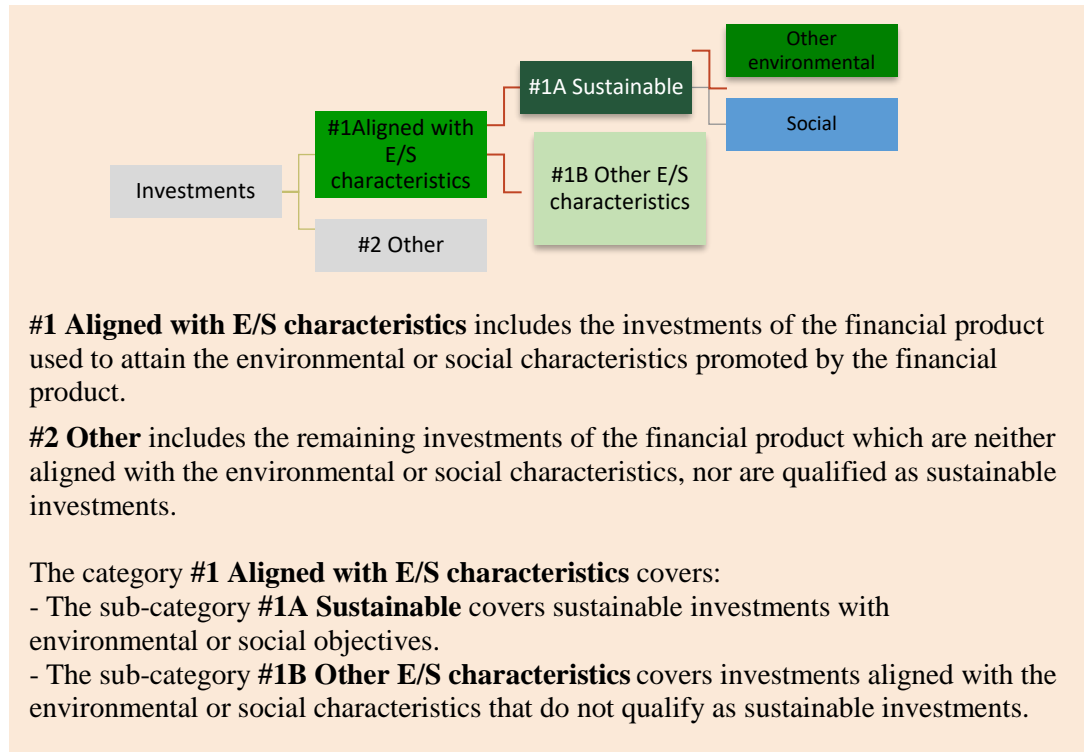 Other
environmental
#1A Sustainable
Social
#1Aligned with
E/S
characteristics
#1B Other E/S
characteristics
Investments
#2 Other
#1 Aligned with E/S characteristics includes the investments of the financial product
used to attain the environmental or social characteristics promoted by the financial
product.
#2 Other includes the remaining investments of the financial product which are neither
aligned with the environmental or social characteristics, nor are qualified as sustainable
investments.
The category #1 Aligned with E/S characteristics covers:
- The sub-category #1A Sustainable covers sustainable investments with
environmental or social objectives.
- The sub-category #1B Other E/S characteristics covers investments aligned with the
environmental or social characteristics that do not qualify as sustainable investments.